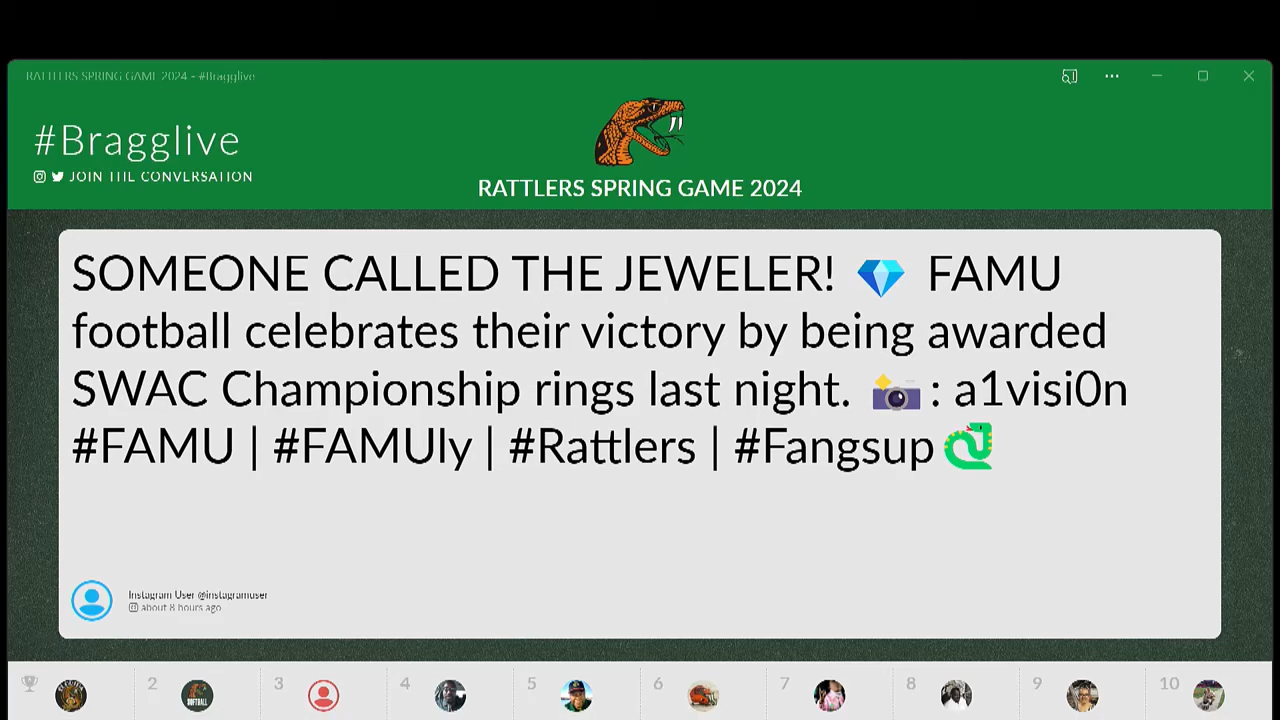 RATTLERS SPRING GAME 2024 - #Bragglive
#Bragglive
JOIN THE CONVERSATION
RATTLERS SPRING GAME 2024
SOMEONE CALLED THE JEWELER! 💎 FAMU
football celebrates their victory by being awarded
SWAC Championship rings last night. 📸 : a1visi0n
#FAMU | #FAMUly | #Rattlers | #Fangsup🐍
Instagram User @instagramuser
about 8 hours ago
2 3 4 5 6 7 8 9 10
SOFTBALL